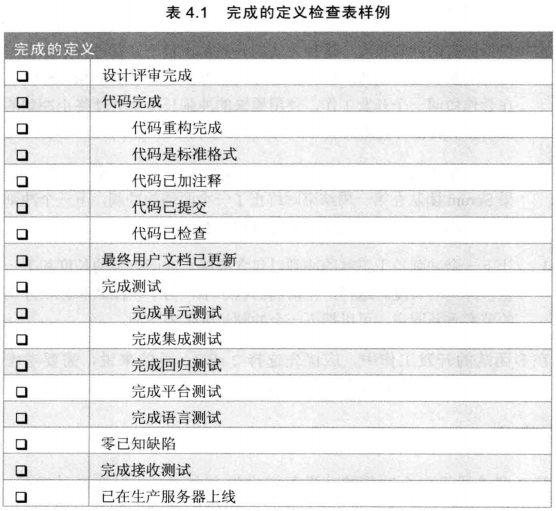 表 4.1 完成的定义检查表样例
完成的定义
设计评审完成
代码完成
代码重构完成
代码是标准格式
代码已加注释
代码已提交
代码已检查
最终用户文档已更新
完成测试
完成单元测试
完成集成测试
完成回归测试
完成平台测试
完成语言测试
零已知缺陷
完成接收测试
已在生产服务器上线